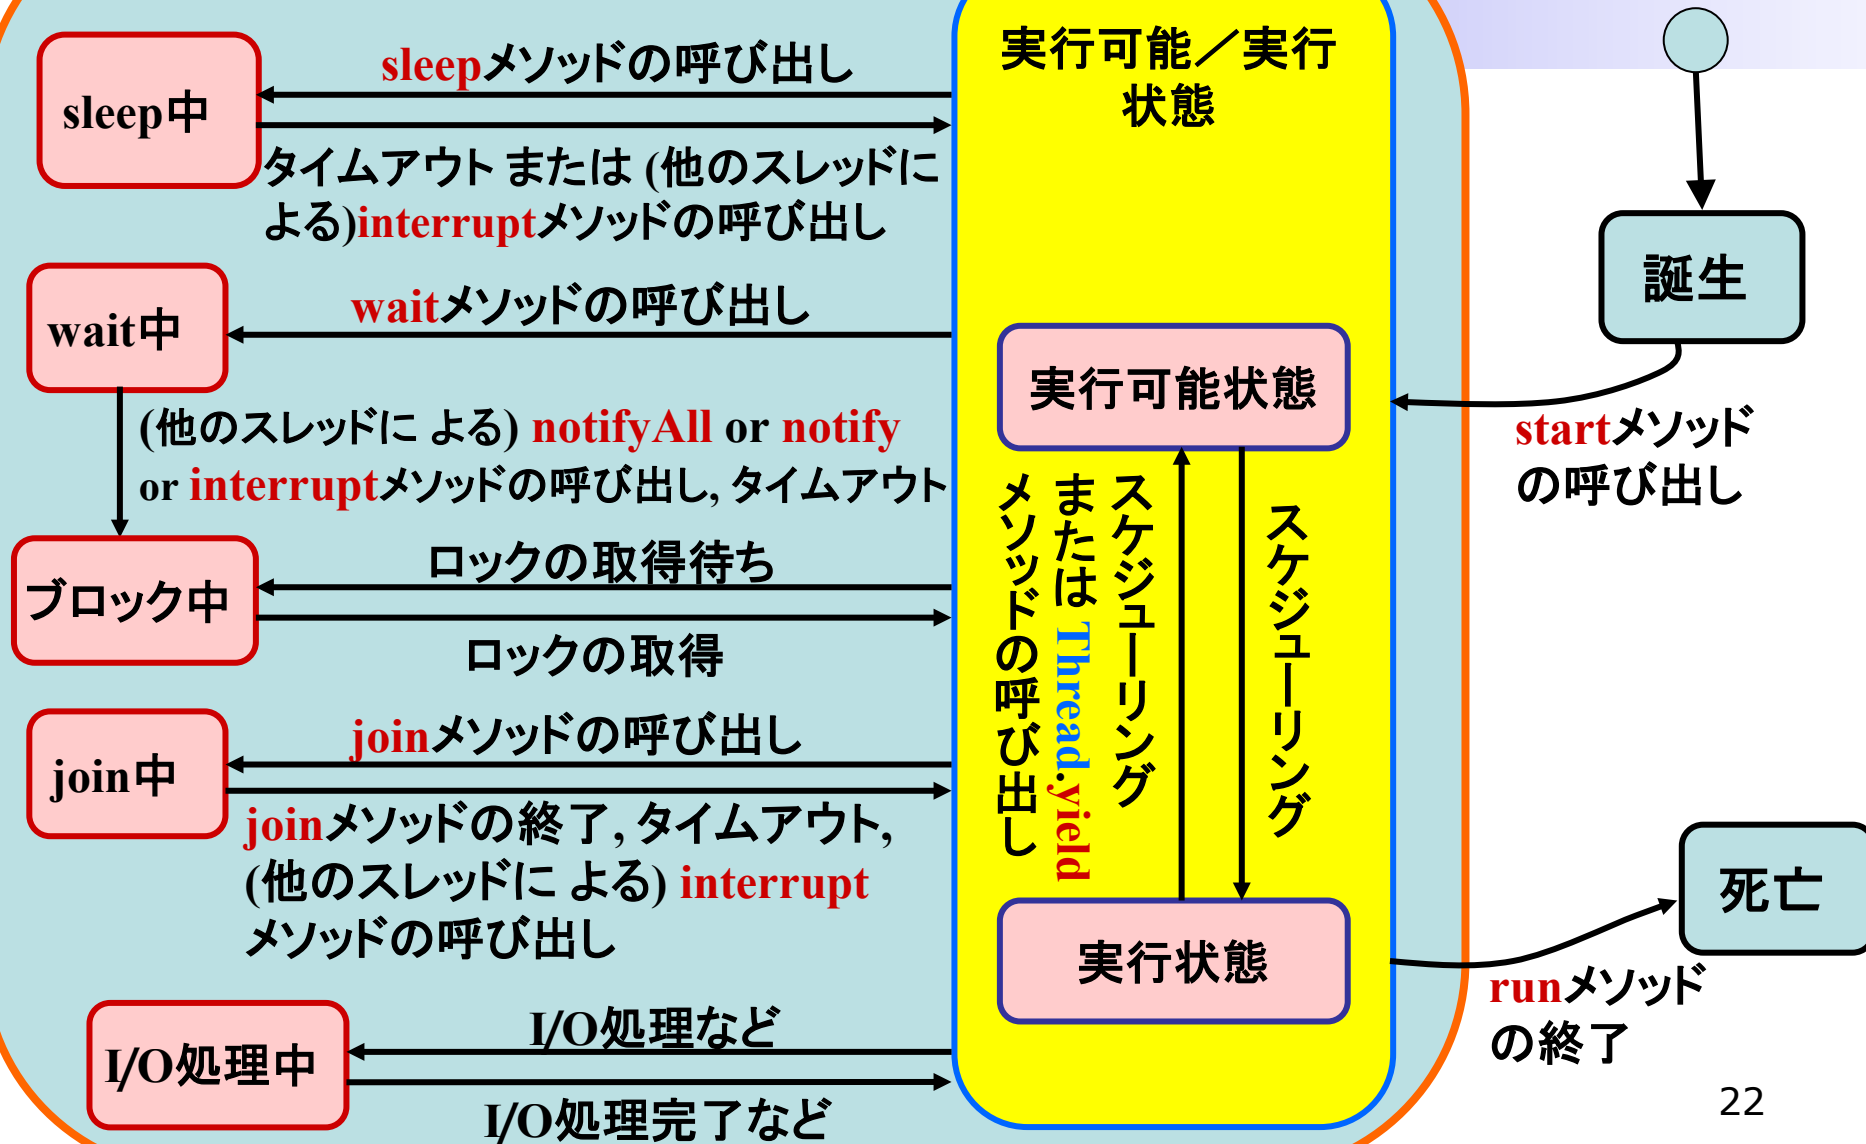 sleepメソッドの呼び出し
sleep中
タイムアウト または (他のスレッドに
よる)interruptメソッドの呼び出し
waitメソッドの呼び出し
wait中
(他のスレッドに よる) notifyAll or notify
or interruptメソッドの呼び出し, タイムアウト
ロックの取得待ち
ブロック中
ロックの取得
joinメソッドの呼び出し
join中
joinメソッドの終了, タイムアウト,
(他のスレッドに よる) interrupt
メソッドの呼び出し
I/O処理など
I/O処理中
I/O処理完了など
実行可能／実行
状態
実行可能状態
スケジューリング
スケジューリング
または Thread.yield
メソッドの呼び出し
実行状態
誕生
startメソッド
の呼び出し
死亡
runメソッド
の終了
22